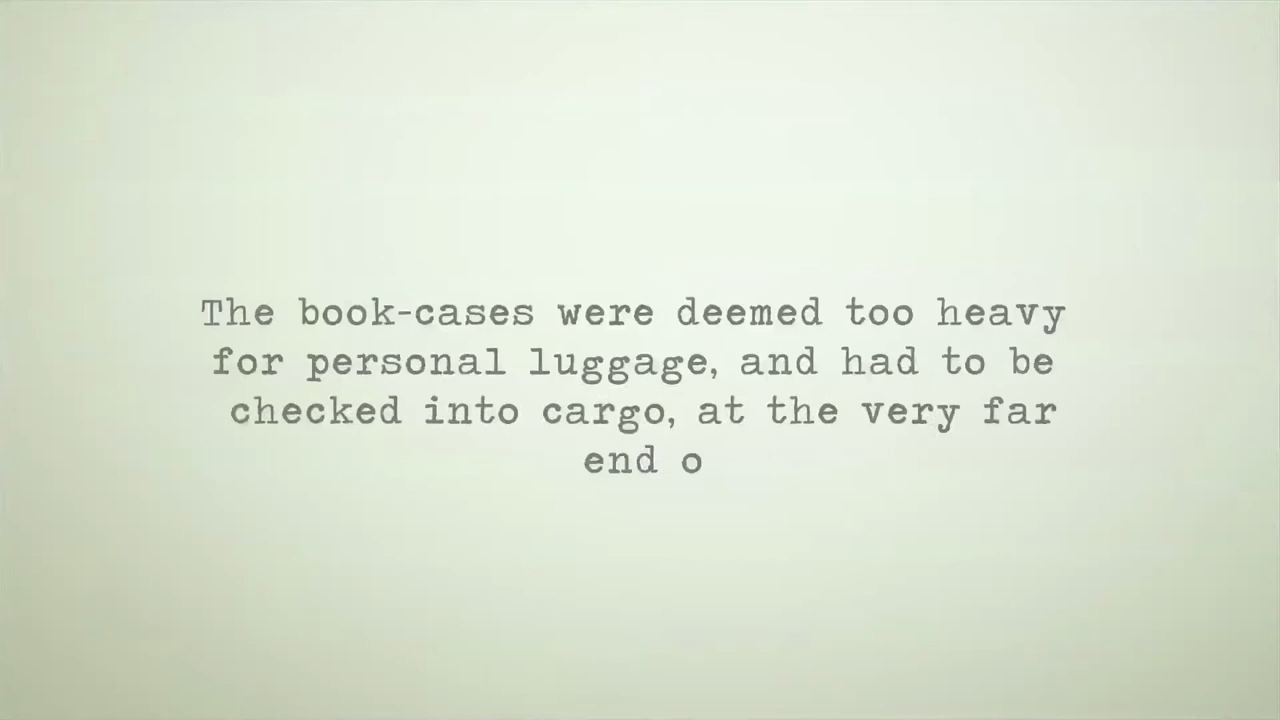 The book-cases were deemed too heavy
for personal luggage, and had to be
checked into cargo, at the very far
end o